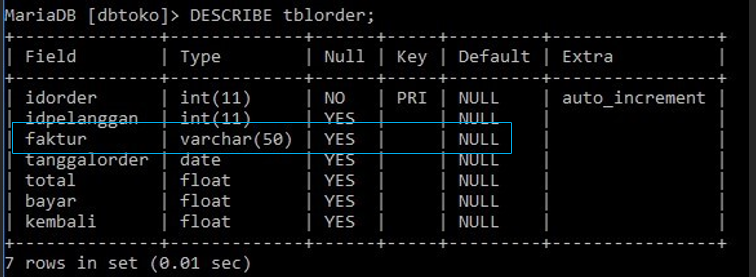 MariaDB [dbtoko]> DESCRIBE tblorder;
+--------------+-------------+------+-----+---------+----------------+
| Field        | Type        | Null | Key | Default | Extra          |
+--------------+-------------+------+-----+---------+----------------+
| idorder      | int(11)     | NO   | PRI | NULL    | auto_increment |
| idpelanggan  | int(11)     | YES  |     | NULL    |                |
| faktur       | varchar(50) | YES  |     | NULL    |                |
| tanggalorder | date        | YES  |     | NULL    |                |
| total        | float       | YES  |     | NULL    |                |
| bayar        | float       | YES  |     | NULL    |                |
| kembali      | float       | YES  |     | NULL    |                |
+--------------+-------------+------+-----+---------+----------------+
7 rows in set (0.01 sec)